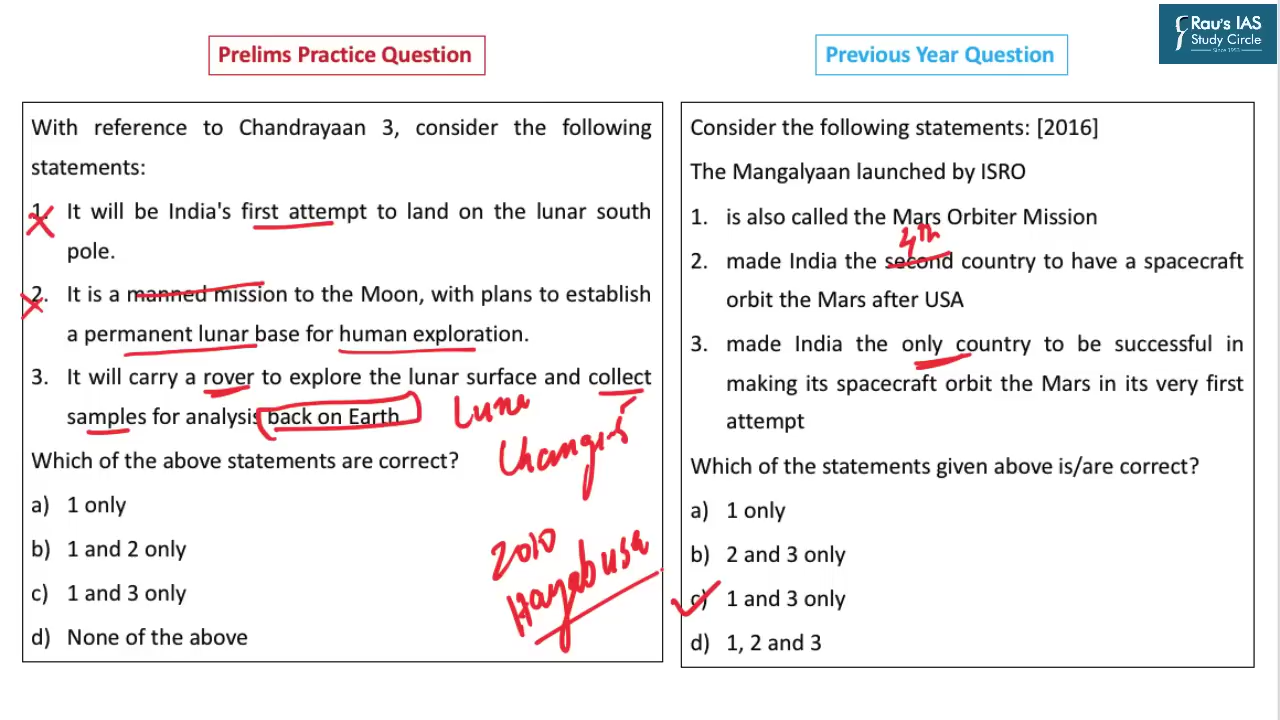 Prelims Practice Question
With reference to Chandrayaan 3, consider the following
statements:
1. It will be India's first attempt to land on the lunar south
pole.
2. It is a manned mission to the Moon, with plans to establish
a permanent lunar base for human exploration.
3. It will carry a rover to explore the lunar surface and collect
samples for analysis back on Earth
Luna
Chang'e 5
Which of the above statements are correct?
a) 1 only
b) 1 and 2 only
c) 1 and 3 only
d) None of the above
2010
Hayabusa
Previous Year Question
Rau's IAS
Study Circle
Since 1953
Consider the following statements: [2016]
The Mangalyaan launched by ISRO
1. is also called the Mars Orbiter Mission
4th
2. made India the second country to have a spacecraft
orbit the Mars after USA
3. made India the only country to be successful in
making its spacecraft orbit the Mars in its very first
attempt
Which of the statements given above is/are correct?
a) 1 only
b) 2 and 3 only
c) 1 and 3 only
d) 1, 2 and 3